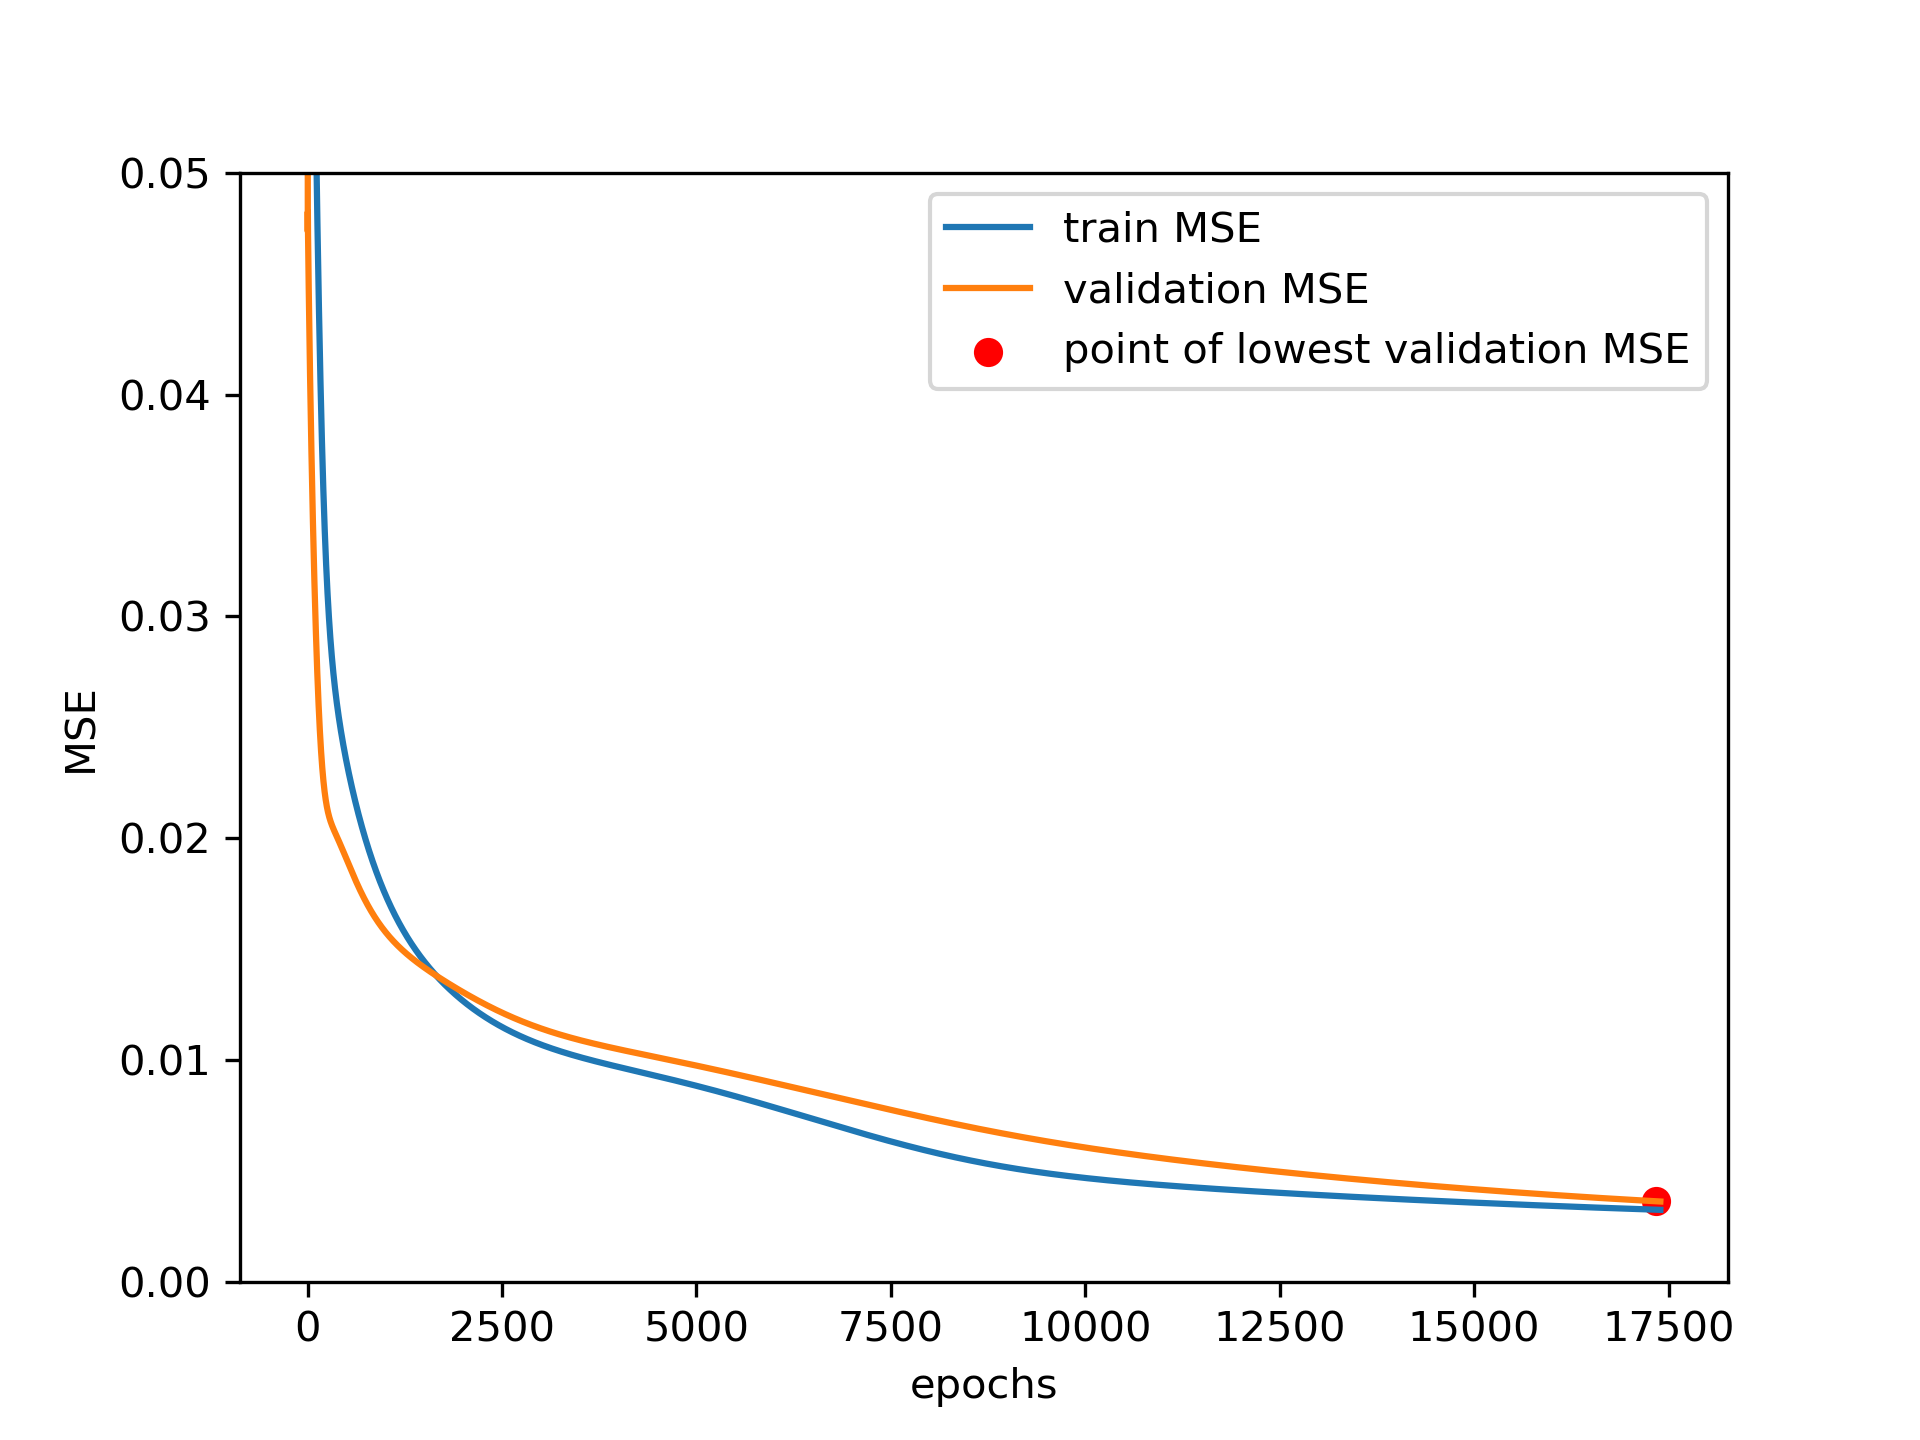 0.05
0.04
0.03
0.02
0.01
0.00
MSE
train MSE
validation MSE
point of lowest validation MSE
0 2500 5000 7500 10000 12500 15000 17500
epochs